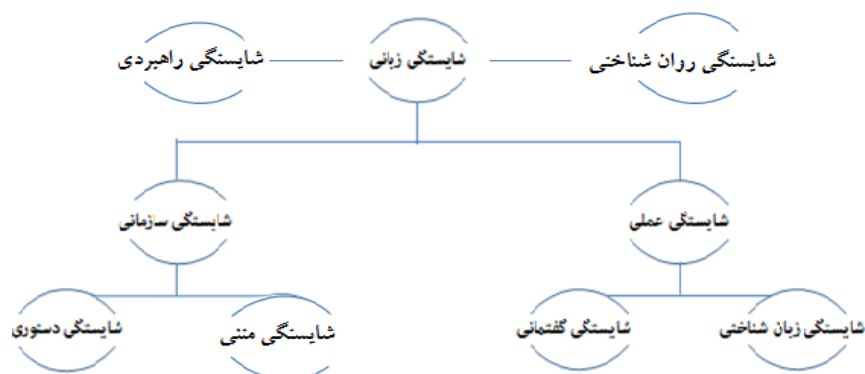 شایستگی روان شناختی
شایستگی زبانی
شایستگی راهبردی
شایستگی عملی
شایستگی سازمانی
شایستگی زبان شناختی
شایستگی گفتمانی
شایستگی متنی
شایستگی دستوری